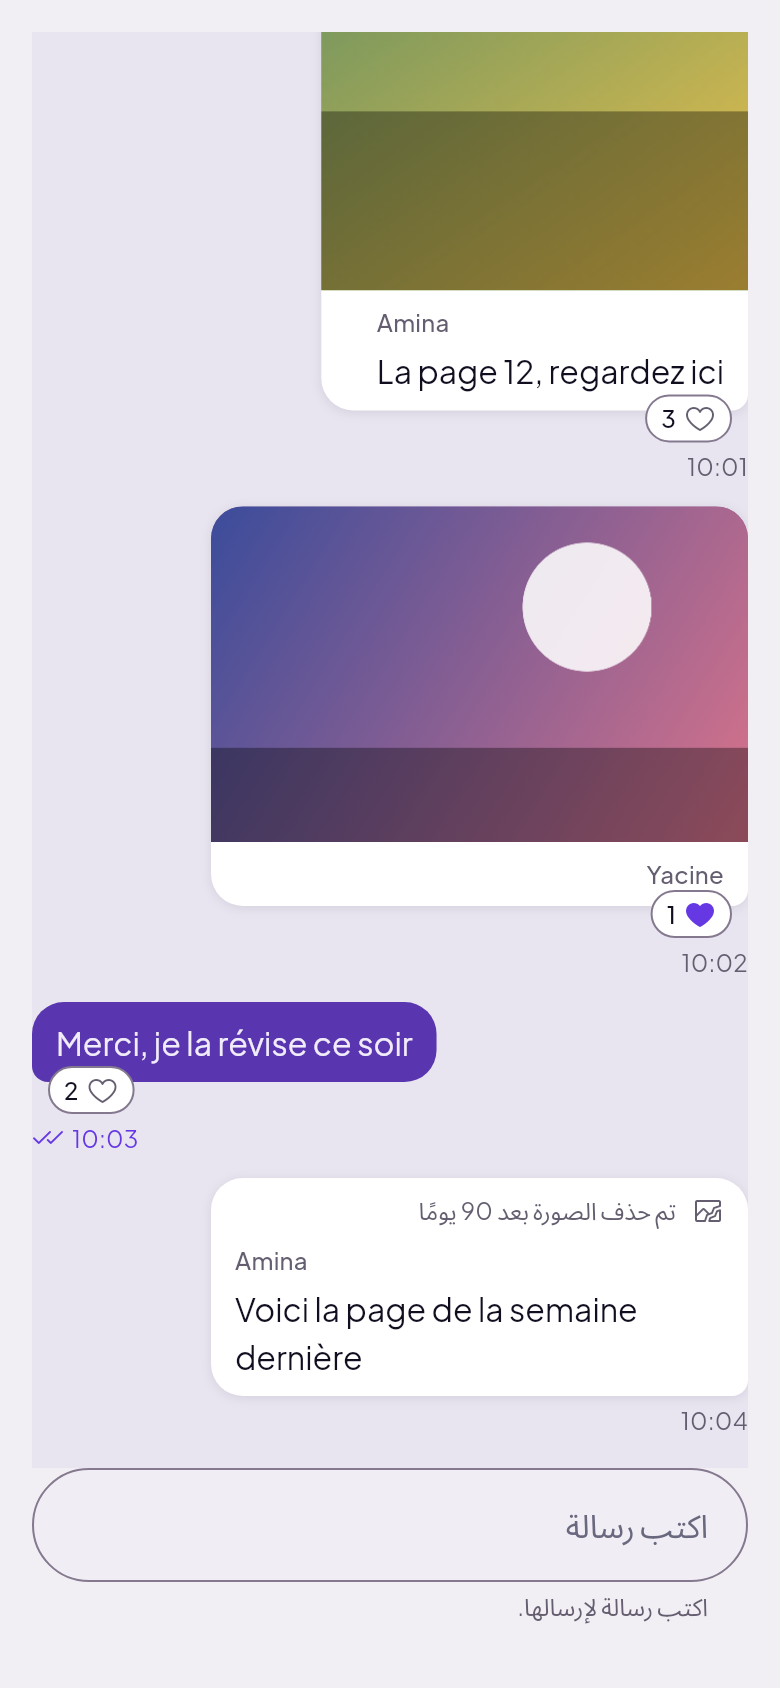 Amina
La page 12, regardez ici
3
10:01
Yacine
1
10:02
Merci, je la révise ce soir
2
10:03
تم حذف الصورة بعد 90 يومًا
Amina
Voici la page de la semaine
dernière
10:04
اكتب رسالة
اكتب رسالة لإرسالها.